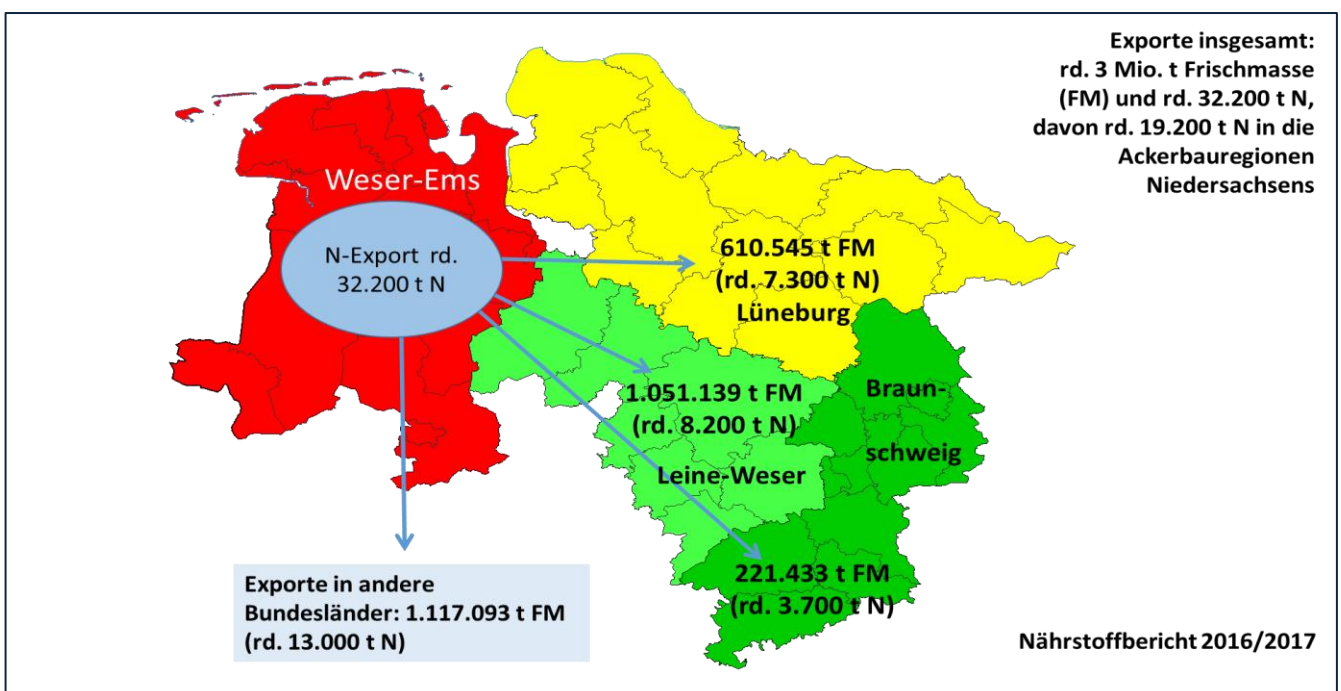 Exporte insgesamt:
rd. 3 Mio. t Frischmasse
(FM) und rd. 32.200 t N,
davon rd. 19.200 t N in die
Ackerbauregionen
Niedersachsens
Weser-Ems
N-Export rd.
32.200 t N
610.545 t FM
(rd. 7.300 t N)
Lüneburg
1.051.139 t FM
(rd. 8.200 t N)
Leine-Weser
Braun-
schweig
221.433 t FM
(rd. 3.700 t N)
Exporte in andere
Bundesländer: 1.117.093 t FM
(rd. 13.000 t N)
Nährstoffbericht 2016/2017